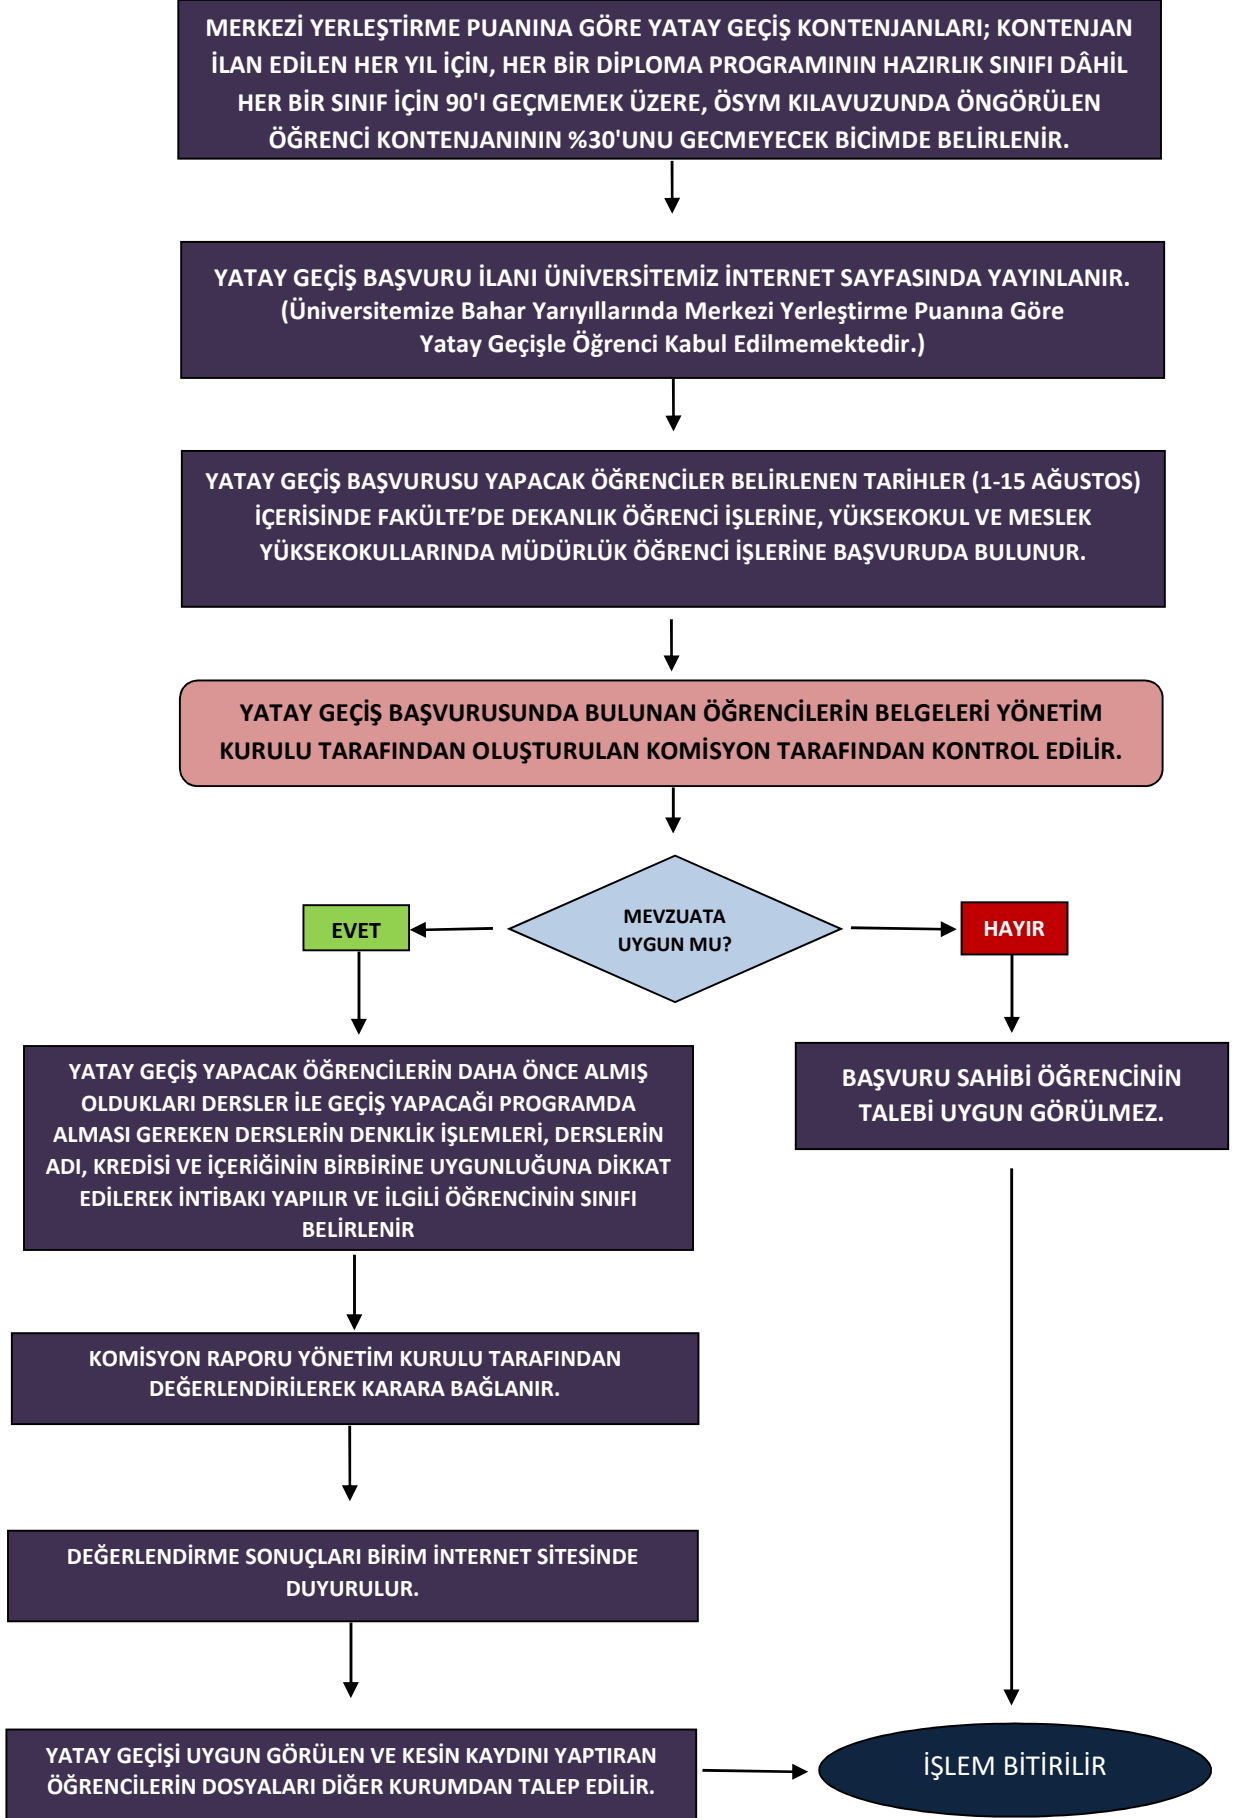 MERKEZİ YERLEŞTİRME PUANINA GÖRE YATAY GEÇİŞ KONTENJANLARI; KONTENJAN
İLAN EDİLEN HER YIL İÇİN, HER BİR DİPLOMA PROGRAMININ HAZIRLIK SINIFI DÂHİL
HER BİR SINIF İÇİN 90'I GEÇMEMEK ÜZERE, ÖSYM KILAVUZUNDA ÖNGÖRÜLEN
ÖĞRENCİ KONTENJANININ %30'UNU GECMEYECEK BİCİMDE BELİRLENİR.
YATAY GEÇİŞ BAŞVURU İLANI ÜNİVERSİTEMİZ İNTERNET SAYFASINDA YAYINLANIR.
(Üniversitemize Bahar Yarıyıllarında Merkezi Yerleştirme Puanına Göre
Yatay Geçişle Öğrenci Kabul Edilmemektedir.)
YATAY GEÇİŞ BAŞVURUSU YAPACAK ÖĞRENCİLER BELİRLENEN TARİHLER (1-15 AĞUSTOS)
İÇERİSİNDE FAKÜLTE’DE DEKANLIK ÖĞRENCİ İŞLERİNE, YÜKSEKOKUL VE MESLEK
YÜKSEKOKULLARINDA MÜDÜRLÜK ÖĞRENCİ İŞLERİNE BAŞVURUDA BULUNUR.
YATAY GEÇİŞ BAŞVURUSUNDA BULUNAN ÖĞRENCİLERİN BELGELERİ YÖNETİM
KURULU TARAFINDAN OLUŞTURULAN KOMİSYON TARAFINDAN KONTROL EDİLİR.
MEVZUATA
UYGUN MU?
EVET
HAYIR
YATAY GEÇİŞ YAPACAK ÖĞRENCİLERİN DAHA ÖNCE ALMIŞ
OLDUKLARI DERSLER İLE GEÇİŞ YAPACAĞI PROGRAMDA
ALMASI GEREKEN DERSLERİN DENKLİK İŞLEMLERİ, DERSLERİN
ADI, KREDİSİ VE İÇERİĞİNİN BİRBİRİNE UYGUNLUĞUNA DİKKAT
EDİLEREK İNTİBAKI YAPILIR VE İLGİLİ ÖĞRENCİNİN SINIFI
BELİRLENİR
BAŞVURU SAHİBİ ÖĞRENCİNİN
TALEBİ UYGUN GÖRÜLMEZ.
KOMİSYON RAPORU YÖNETİM KURULU TARAFINDAN
DEĞERLENDİRİLEREK KARARA BAĞLANIR.
DEĞERLENDİRME SONUÇLARI BİRİM İNTERNET SİTESİNDE
DUYURULUR.
YATAY GEÇİŞİ UYGUN GÖRÜLEN VE KESİN KAYDINI YAPTIRAN
ÖĞRENCİLERİN DOSYALARI DİĞER KURUMDAN TALEP EDİLİR.
İŞLEM BİTİRİLİR